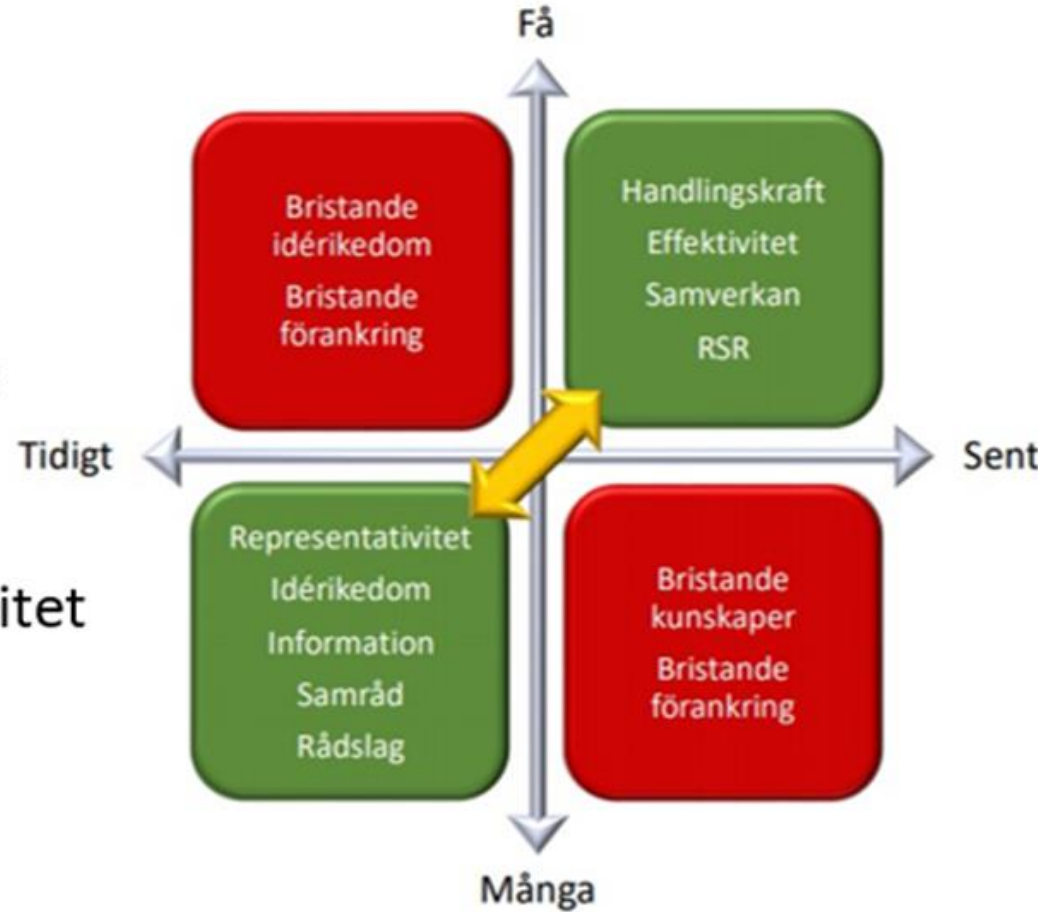 Få
Bristande
idérikedom
Bristande
förankring
Handlingskraft
Effektivitet
Samverkan
RSR
Tidigt
Sent
Representativitet
Idérikedom
Information
Samråd
Rådslag
itet
Bristande
kunskaper
Bristande
förankring
Många